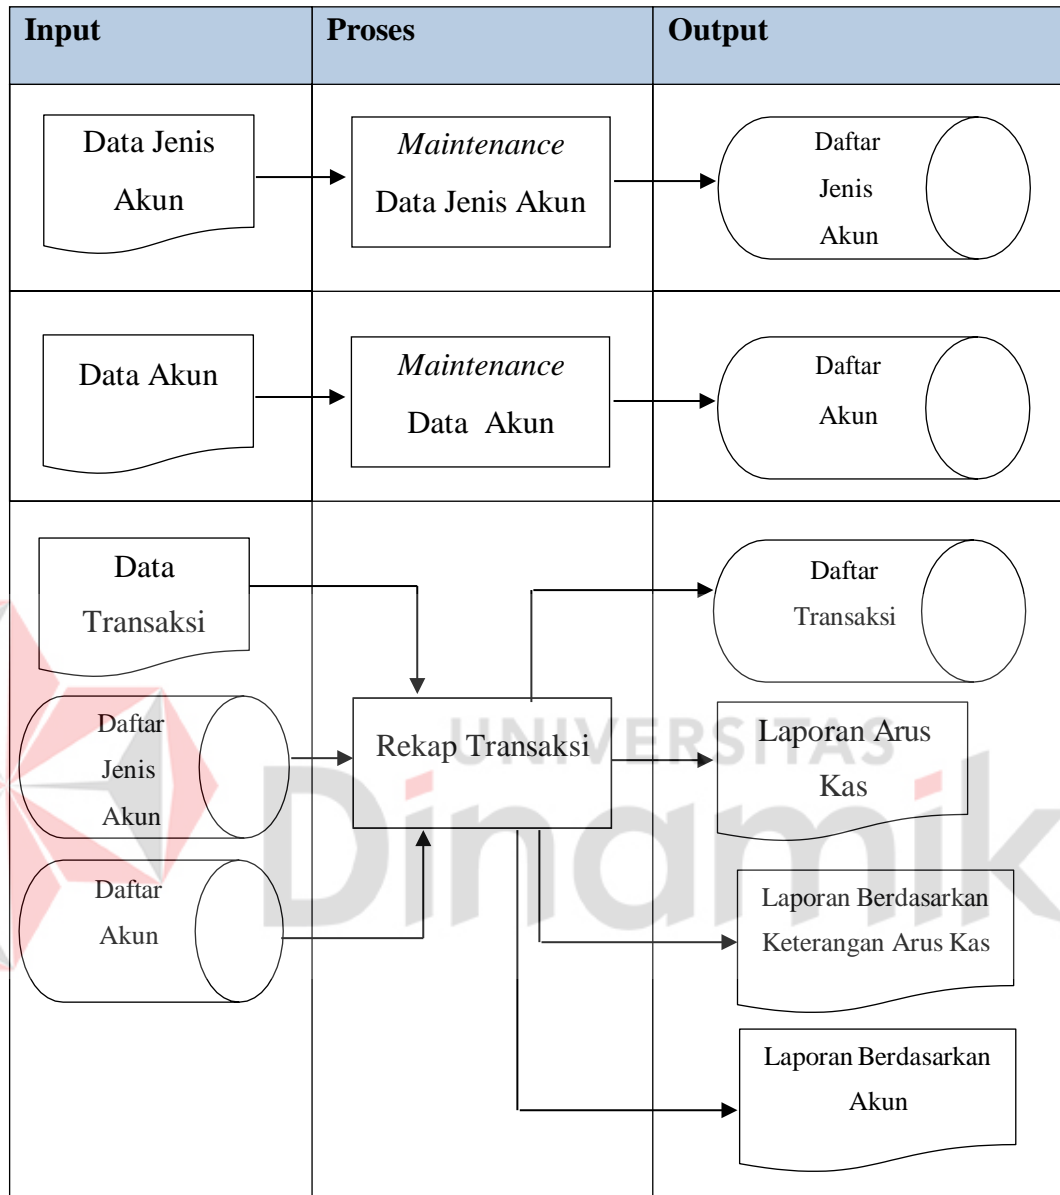 Input
Proses
Output
Data Jenis
Akun
Maintenance
Data Jenis Akun
Daftar
Jenis
Akun
Data Akun
Maintenance
Data Akun
Daftar
Akun
Data
Transaksi
Daftar
Jenis
Akun
Daftar
Akun
Rekap Transaksi
Daftar
Transaksi
Laporan Arus
Kas
Laporan Berdasarkan
Keterangan Arus Kas
Laporan Berdasarkan
Akun
UNIVERSITAS
Dinamik